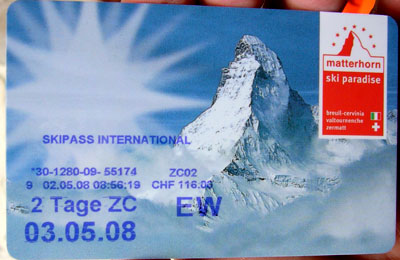 matterhorn
ski paradise
breuil-cervinia
valtournenche
zermatt
SKIPASS INTERNATIONAL
*30-1280-09- 55174 ZC02
9 02.05.08 08:56:19 CHF 116.03
2 Tage ZC EW
03.05.08